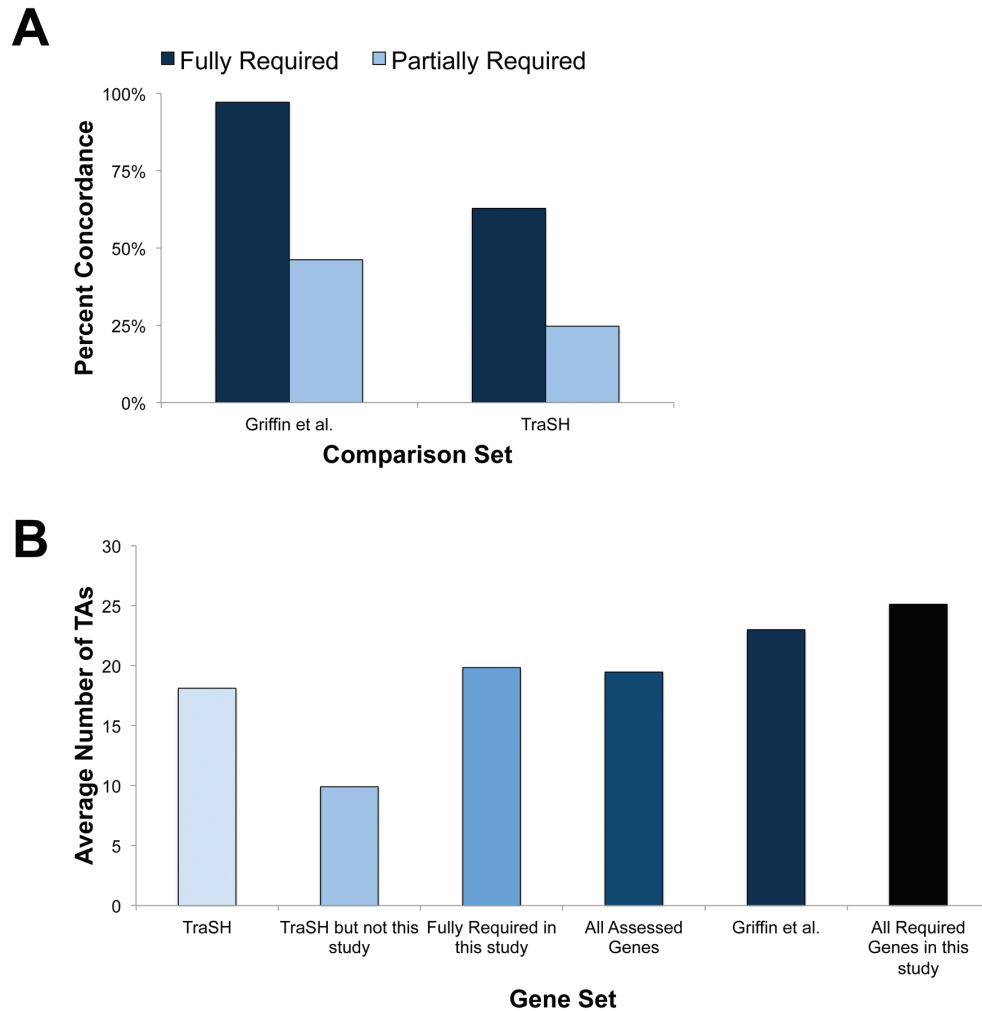 A
Fully Required Partially Required
100%
75%
50%
25%
0%
Percent Concordance
Griffin et al. TraSH
Comparison Set
B
30
25
20
15
10
5
0
Average Number of TAs
TraSH TraSH but not this Fully Required in All Assessed Griffin et al. All Required
study this study Genes Genes in this
study
Gene Set